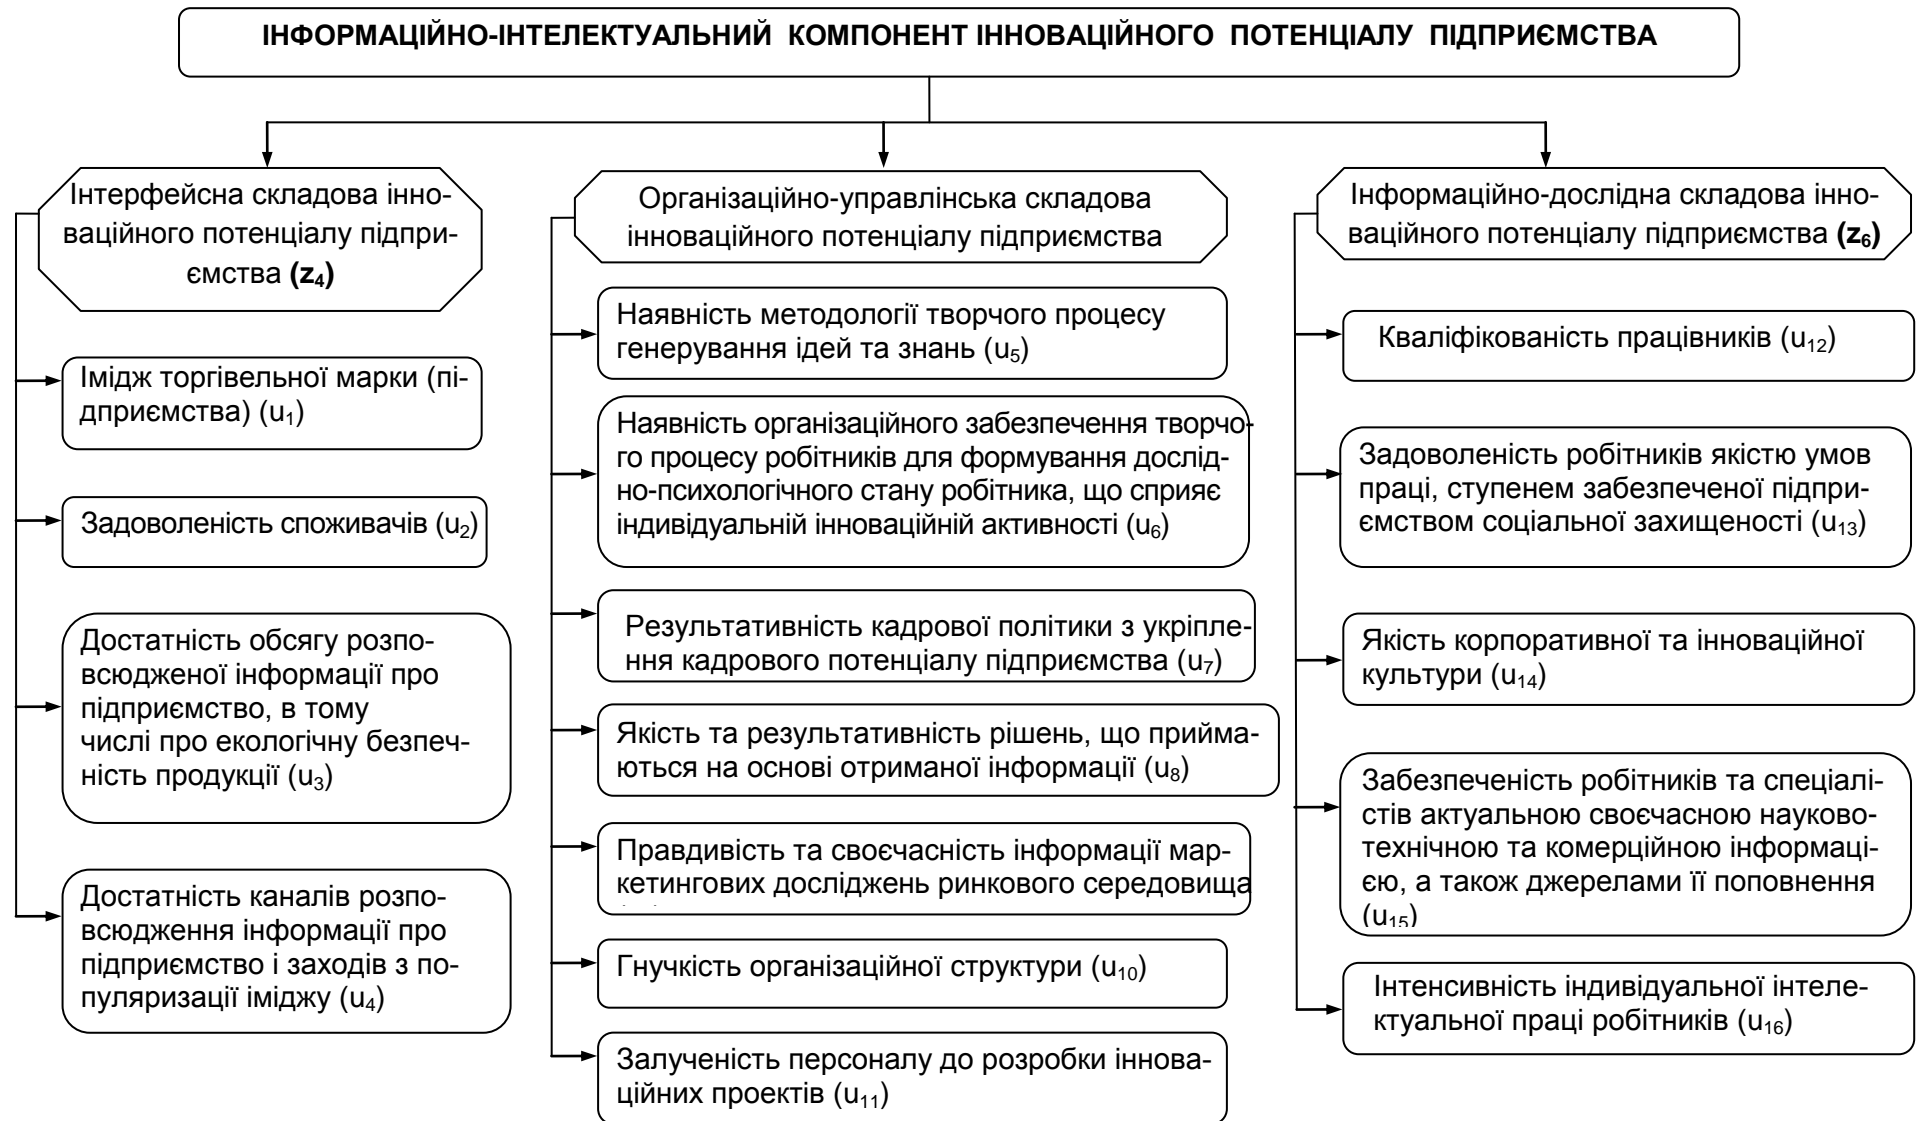 ІНФОРМАЦІЙНО-ІНТЕЛЕКТУАЛЬНИЙ КОМПОНЕНТ ІННОВАЦІЙНОГО ПОТЕНЦІАЛУ ПІДПРИЄМСТВА
Інтерфейсна складова інно-
ваційного потенціалу підпри-
ємства (z₄)
Імідж торгівельної марки (пі-
дприємства) (u₁)
Задоволеність споживачів (u₂)
Достатність обсягу розпо-
всюдженої інформації про
підприємство, в тому
числі про екологічну безпеч-
ність продукції (u₃)
Достатність каналів розпо-
всюдження інформації про
підприємство і заходів з по-
пуляризації іміджу (u₄)
Організаційно-управлінська складова
інноваційного потенціалу підприємства
Наявність методології творчого процесу
генерування ідей та знань (u₅)
Наявність організаційного забезпечення творчо-
го процесу робітників для формування дослід-
но-психологічного стану робітника, що сприяє
індивідуальній інноваційній активності (u₆)
Результативність кадрової політики з укріпле-
ння кадрового потенціалу підприємства (u₇)
Якість та результативність рішень, що прийма-
ються на основі отриманої інформації (u₈)
Правдивість та своєчасність інформації мар-
кетингових досліджень ринкового середовища
Гнучкість організаційної структури (u₁₀)
Залученість персоналу до розробки іннова-
ційних проектів (u₁₁)
Інформаційно-дослідна складова інно-
ваційного потенціалу підприємства (z₆)
Кваліфікованість працівників (u₁₂)
Задоволеність робітників якістю умов
праці, ступенем забезпеченої підпри-
ємством соціальної захищеності (u₁₃)
Якість корпоративної та інноваційної
культури (u₁₄)
Забезпеченість робітників та спеціалі-
стів актуальною своєчасною науково-
технічною та комерційною інформаці-
єю, а також джерелами її поповнення
(u₁₅)
Інтенсивність індивідуальної інтеле-
ктуальної праці робітників (u₁₆)